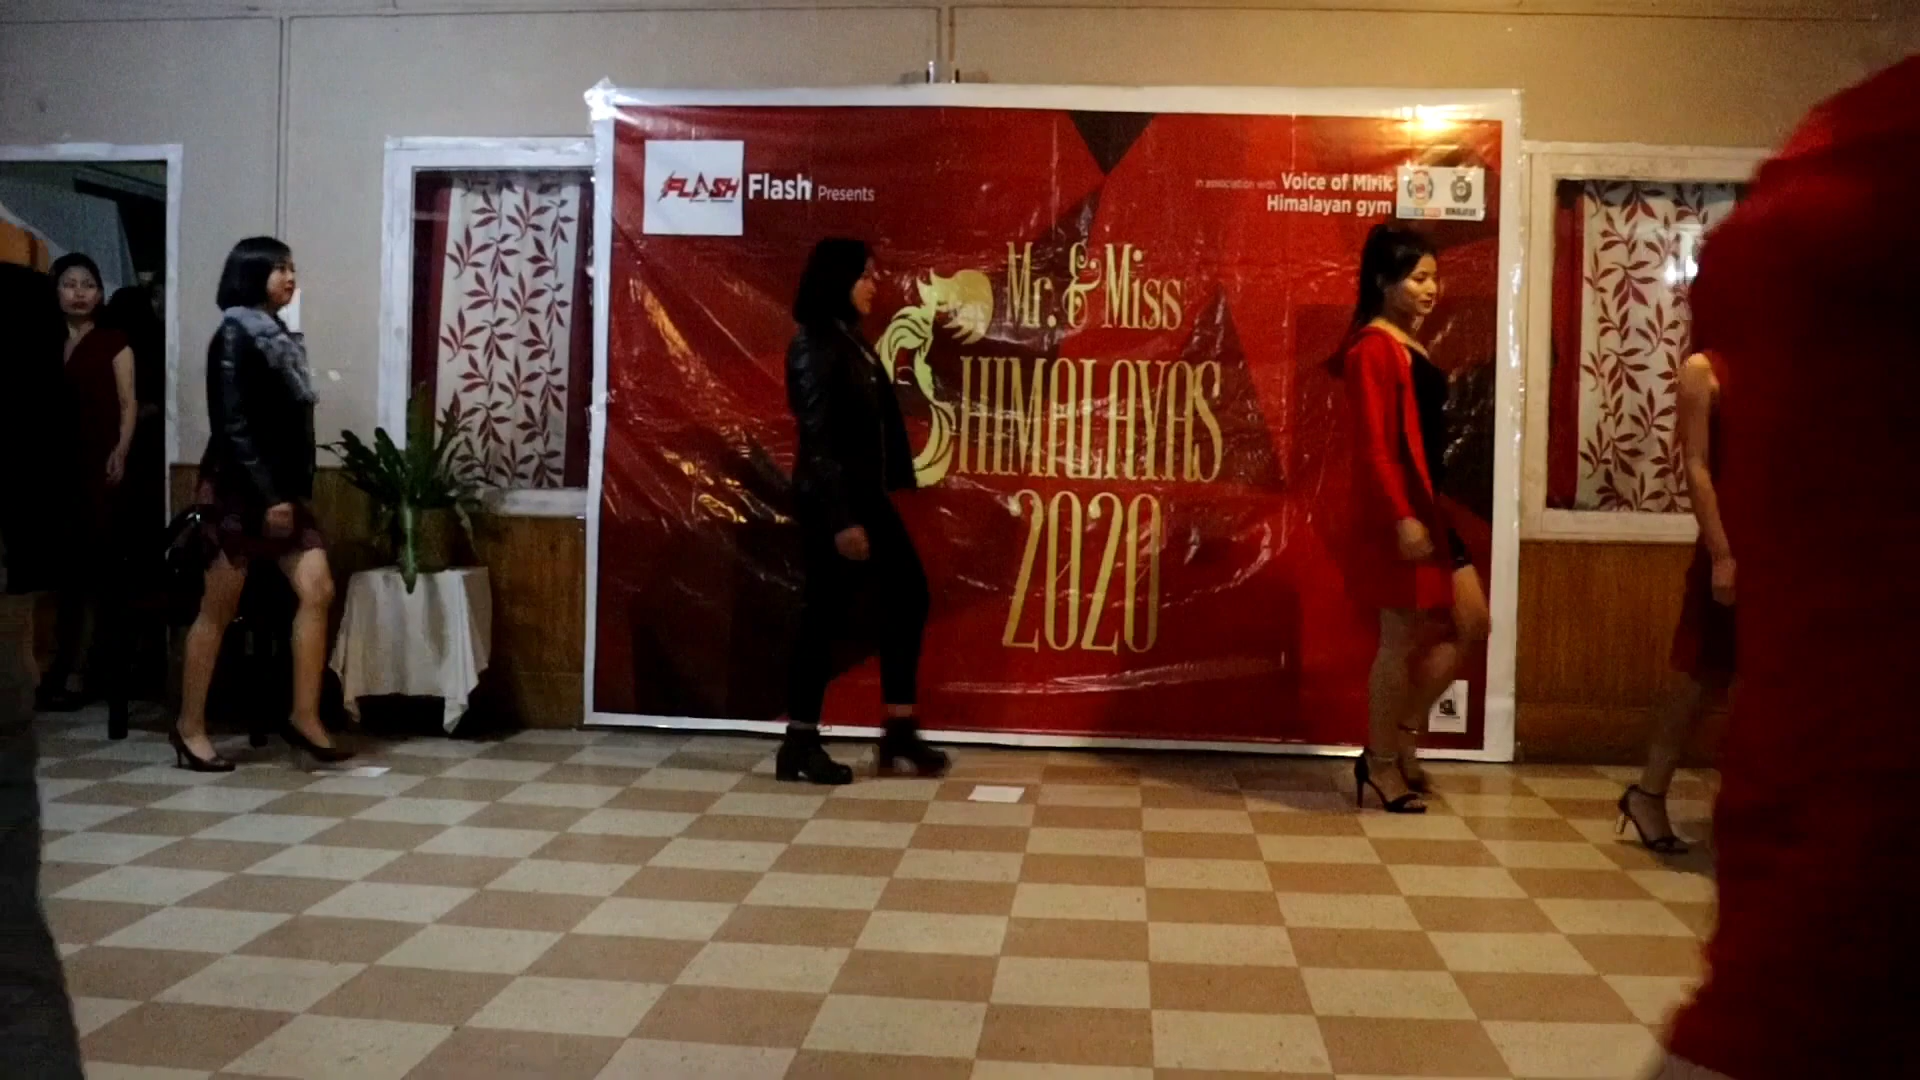 FLASH
Flash Presents
in association with Voice of Mirik
Himalayan gym
Mr. & Miss
HIMALAYAS
2020